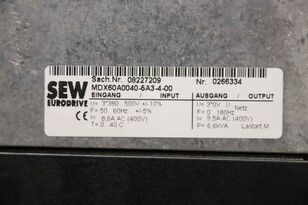 Sach.Nr. 08227209 Nr. 0266334
MDX60A0040-5A3-4-00
SEW
EURODRIVE
CE
EINGANG / INPUT AUSGANG / OUTPUT
U= 3*380...500V +/-10% U= 3*0V...U Netz
F= 50...60Hz +/-5% F= 0...180Hz
I= 8,6A AC (400V) I= 9,5A AC (400V)
T= 0...40 C P= 6,6kVA Lastart M